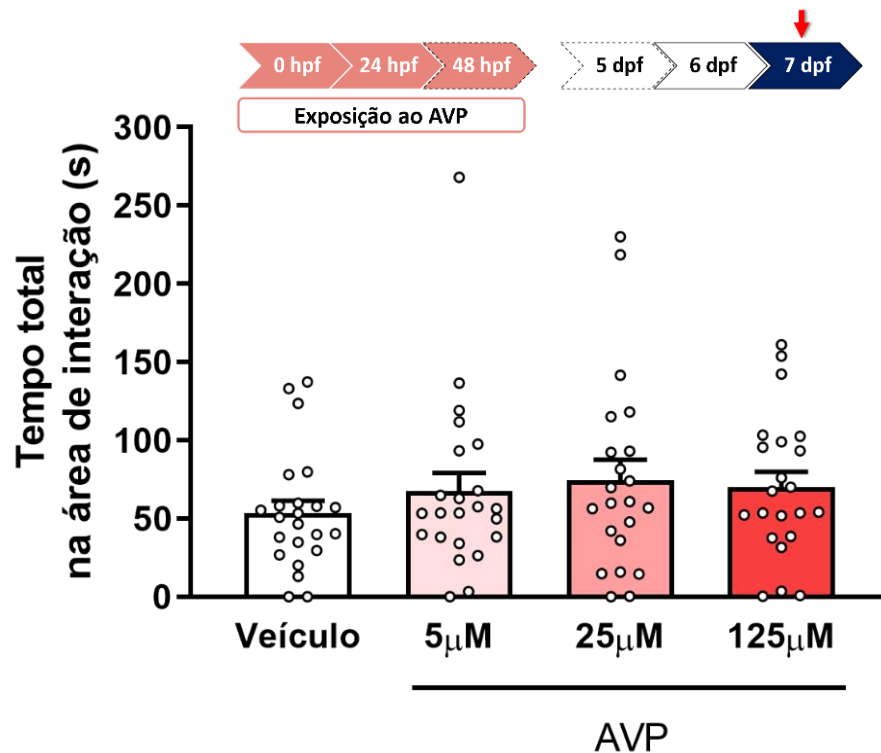 0 hpf 24 hpf 48 hpf 5 dpf 6 dpf 7 dpf
Exposição ao AVP
Tempo total
na área de interação (s)
300
250
200
150
100
50
0
Veículo 5μM 25μM 125μM
AVP